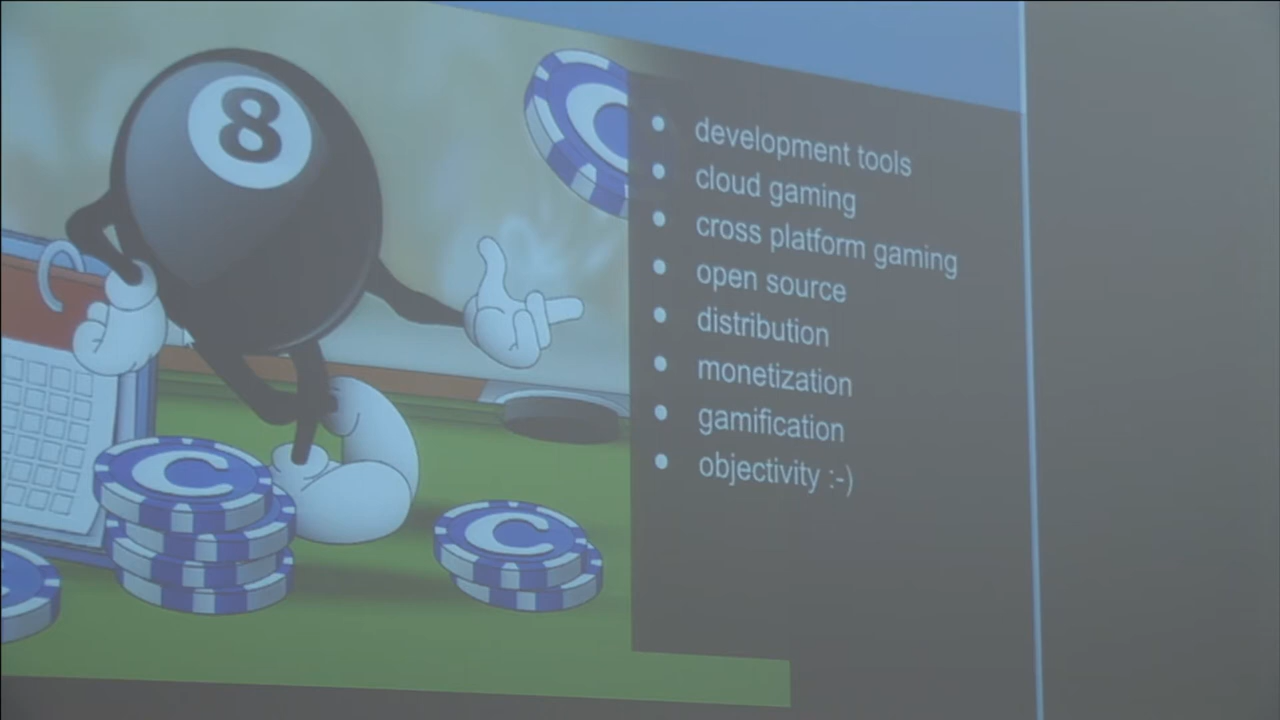 8
C
development tools
cloud gaming
cross platform gaming
open source
distribution
monetization
gamification
objectivity :-)
C
C